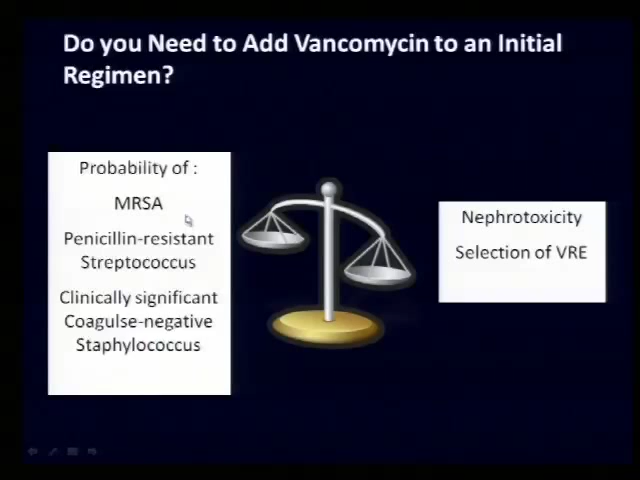 Do you Need to Add Vancomycin to an Initial
Regimen?
Probability of :
MRSA
Penicillin-resistant
Streptococcus
Clinically significant
Coagulse-negative
Staphylococcus
Nephrotoxicity
Selection of VRE